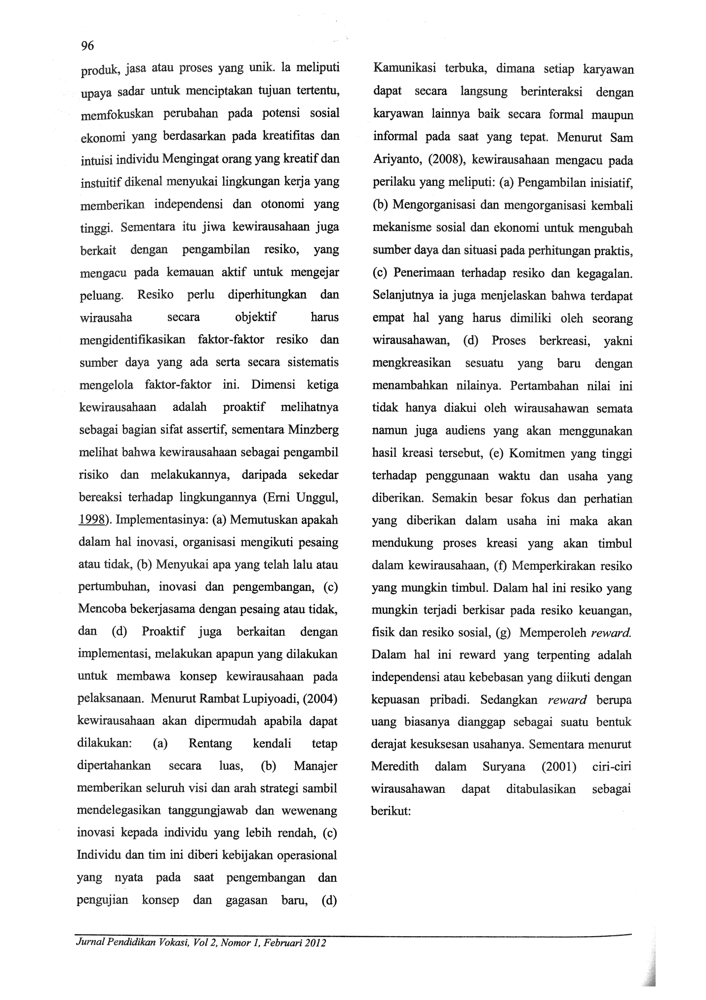 96
produk, jasa atau proses yang unik. la meliputi
upaya sadar untuk menciptakan tujuan tertentu,
memfokuskan perubahan pada potensi sosial
ekonomi yang berdasarkan pada kreatifitas dan
intuisi individu Mengingat orang yang kreatif dan
instuitif dikenal menyukai lingkungan kerja yang
memberikan independensi dan otonomi yang
tinggi. Sementara itu jiwa kewirausahaan juga
berkait dengan pengambilan resiko, yang
mengacu pada kemauan aktif untuk mengejar
peluang. Resiko perlu diperhitungkan dan
wirausaha secara objektif harus
mengidentifikasikan faktor-faktor resiko dan
sumber daya yang ada serta secara sistematis
mengelola faktor-faktor ini. Dimensi ketiga
kewirausahaan adalah proaktif melihatnya
sebagai bagian sifat assertif, sementara Minzberg
melihat bahwa kewirausahaan sebagai pengambil
risiko dan melakukannya, daripada sekedar
bereaksi terhadap lingkungannya (Erni Unggul,
1998). Implementasinya: (a) Memutuskan apakah
dalam hal inovasi, organisasi mengikuti pesaing
atau tidak, (b) Menyukai apa yang telah lalu atau
pertumbuhan, inovasi dan pengembangan, (c)
Mencoba bekerjasama dengan pesaing atau tidak,
dan (d) Proaktif juga berkaitan dengan
implementasi, melakukan apapun yang dilakukan
untuk membawa konsep kewirausahaan pada
pelaksanaan. Menurut Rambat Lupiyoadi, (2004)
kewirausahaan akan dipermudah apabila dapat
dilakukan: (a) Rentang kendali tetap
dipertahankan secara luas, (b) Manajer
memberikan seluruh visi dan arah strategi sambil
mendelegasikan tanggungjawab dan wewenang
inovasi kepada individu yang lebih rendah, (c)
Individu dan tim ini diberi kebijakan operasional
yang nyata pada saat pengembangan dan
pengujian konsep dan gagasan baru, (d)
Kamunikasi terbuka, dimana setiap karyawan
dapat secara langsung berinteraksi dengan
karyawan lainnya baik secara formal maupun
informal pada saat yang tepat. Menurut Sam
Ariyanto, (2008), kewirausahaan mengacu pada
perilaku yang meliputi: (a) Pengambilan inisiatif,
(b) Mengorganisasi dan mengorganisasi kembali
mekanisme sosial dan ekonomi untuk mengubah
sumber daya dan situasi pada perhitungan praktis,
(c) Penerimaan terhadap resiko dan kegagalan.
Selanjutnya ia juga menjelaskan bahwa terdapat
empat hal yang harus dimiliki oleh seorang
wirausahawan, (d) Proses berkreasi, yakni
mengkreasikan sesuatu yang baru dengan
menambahkan nilainya. Pertambahan nilai ini
tidak hanya diakui oleh wirausahawan semata
namun juga audiens yang akan menggunakan
hasil kreasi tersebut, (e) Komitmen yang tinggi
terhadap penggunaan waktu dan usaha yang
diberikan. Semakin besar fokus dan perhatian
yang diberikan dalam usaha ini maka akan
mendukung proses kreasi yang akan timbul
dalam kewirausahaan, (f) Memperkirakan resiko
yang mungkin timbul. Dalam hal ini resiko yang
mungkin terjadi berkisar pada resiko keuangan,
fisik dan resiko sosial, (g) Memperoleh reward.
Dalam hal ini reward yang terpenting adalah
independensi atau kebebasan yang diikuti dengan
kepuasan pribadi. Sedangkan reward berupa
uang biasanya dianggap sebagai suatu bentuk
derajat kesuksesan usahanya. Sementara menurut
Meredith dalam Suryana (2001) ciri-ciri
wirausahawan dapat ditabulasikan sebagai
berikut:
Jurnal Pendidikan Vokasi, Vol 2, Nomor 1, Februari 2012